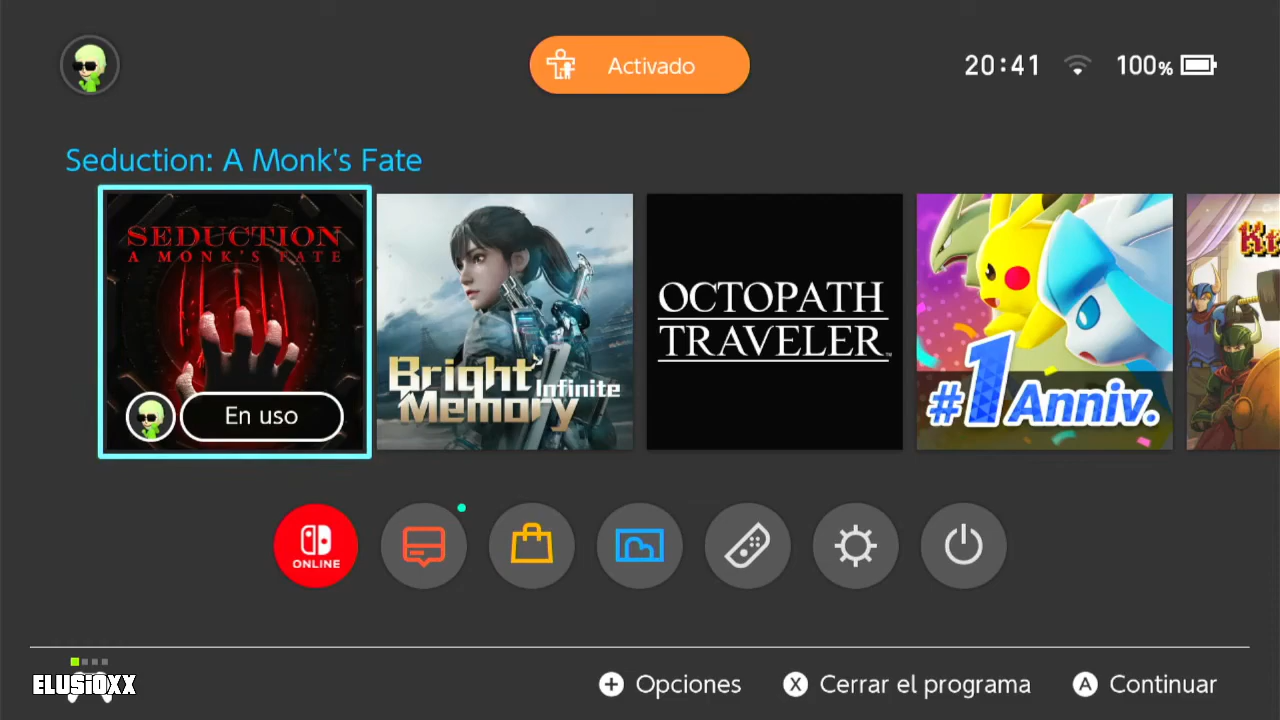 Activado
20:41
100%
Seduction: A Monk's Fate
SEDUCTION
A MONK'S FATE
En uso
Bright
Memory
Infinite
OCTOPATH
TRAVELER™
#1 Anniv.
ONLINE
ELUSiOXX
+ Opciones
X Cerrar el programa
A Continuar